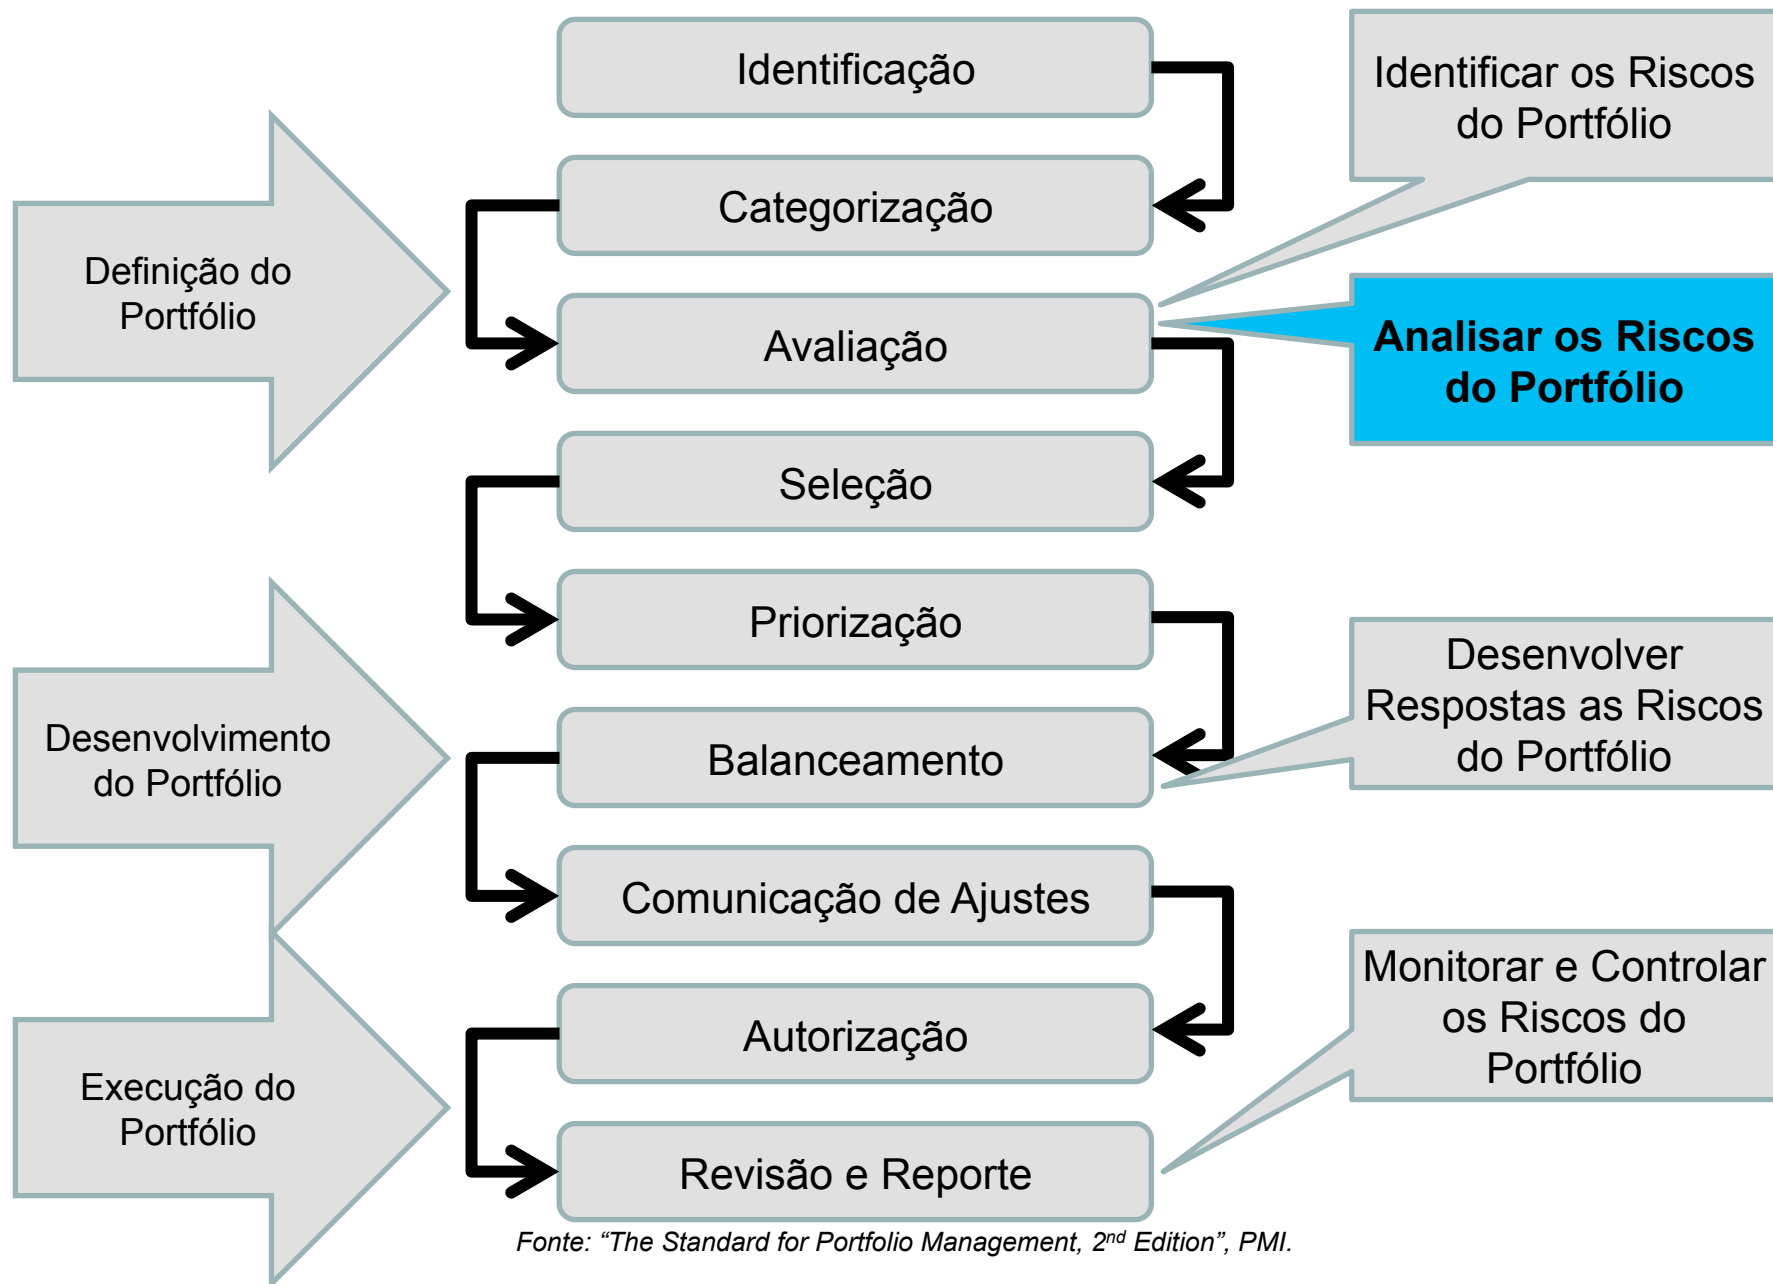 Identificação
Identificar os Riscos
do Portfólio
Categorização
Definição do
Portfólio
Avaliação
Analisar os Riscos
do Portfólio
Seleção
Priorização
Desenvolver
Respostas as Riscos
do Portfólio
Desenvolvimento
do Portfólio
Balanceamento
Comunicação de Ajustes
Monitorar e Controlar
os Riscos do
Portfólio
Autorização
Execução do
Portfólio
Revisão e Reporte
Fonte: “The Standard for Portfolio Management, 2nd Edition”, PMI.